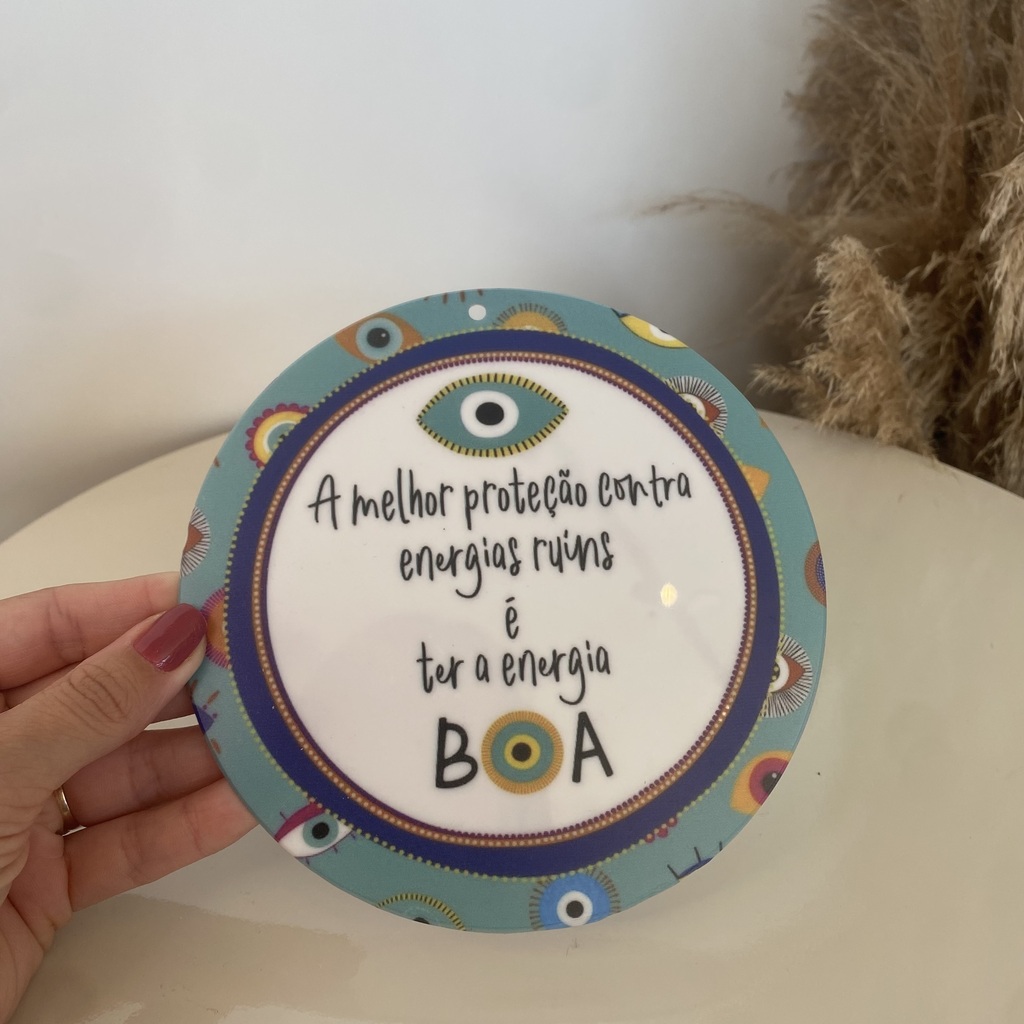 A melhor proteção contra
energias ruins
é
ter a energia
BOA